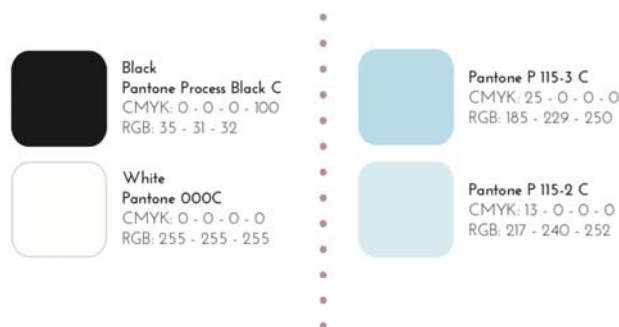 Black
Pantone Process Black C
CMYK: 0 - 0 - 0 - 100
RGB: 35 - 31 - 32
White
Pantone 000C
CMYK: 0 - 0 - 0 - 0
RGB: 255 - 255 - 255
Pantone P 115-3 C
CMYK: 25 - 0 - 0 - 0
RGB: 185 - 229 - 250
Pantone P 115-2 C
CMYK: 13 - 0 - 0 - 0
RGB: 217 - 240 - 252